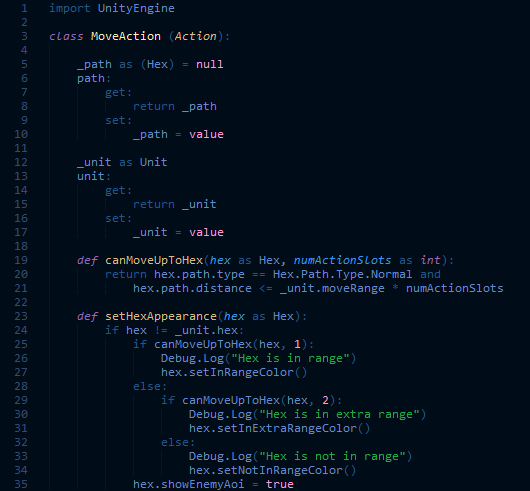 1 import UnityEngine
2
3 class MoveAction (Action):
4
5     _path as (Hex) = null
6     path:
7         get:
8             return _path
9         set:
10             _path = value
11
12     _unit as Unit
13     unit:
14         get:
15             return _unit
16         set:
17             _unit = value
18
19     def canMoveUpToHex(hex as Hex, numActionSlots as int):
20         return hex.path.type == Hex.Path.Type.Normal and
21             hex.path.distance <= _unit.moveRange * numActionSlots
22
23     def setHexAppearance(hex as Hex):
24         if hex != _unit.hex:
25             if canMoveUpToHex(hex, 1):
26                 Debug.Log("Hex is in range")
27                 hex.setInRangeColor()
28             else:
29                 if canMoveUpToHex(hex, 2):
30                     Debug.Log("Hex is in extra range")
31                     hex.setInExtraRangeColor()
32                 else:
33                     Debug.Log("Hex is not in range")
34                     hex.setNotInRangeColor()
35             hex.showEnemyAoi = true